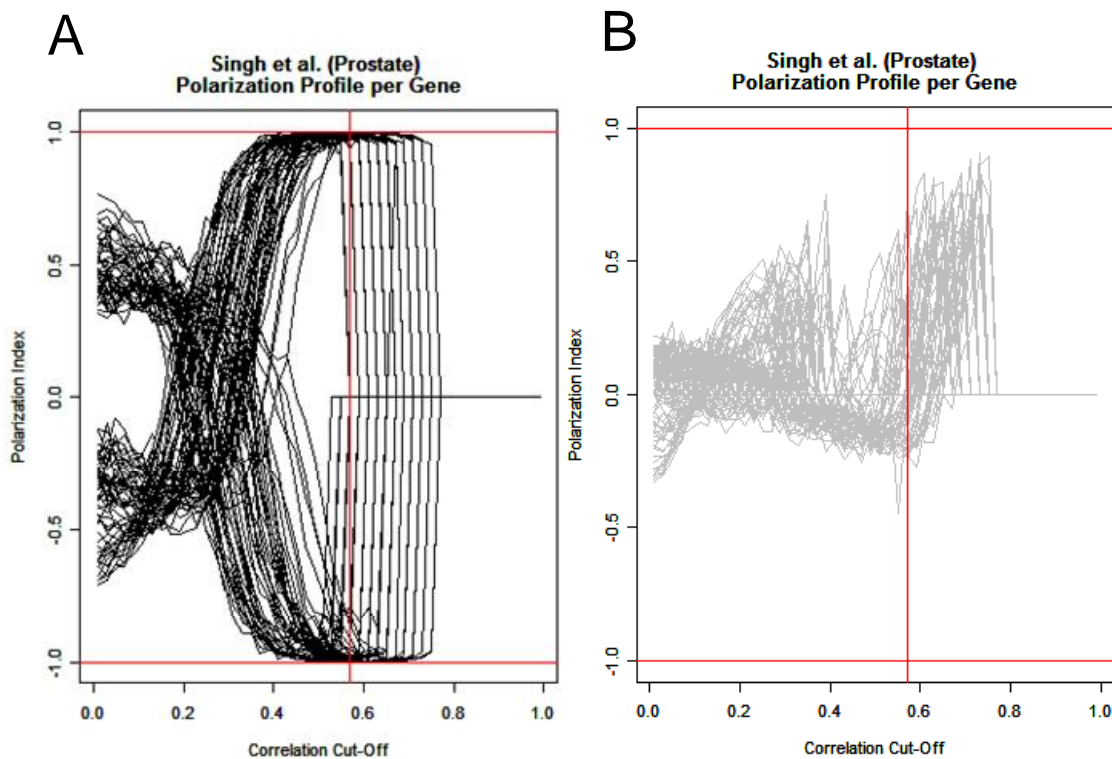 A
Singh et al. (Prostate)
Polarization Profile per Gene
1.0
0.5
0.0
-0.5
-1.0
Polarization Index
0.0 0.2 0.4 0.6 0.8 1.0
Correlation Cut-Off
B
Singh et al. (Prostate)
Polarization Profile per Gene
1.0
0.5
0.0
-0.5
-1.0
Polarization Index
0.0 0.2 0.4 0.6 0.8 1.0
Correlation Cut-Off